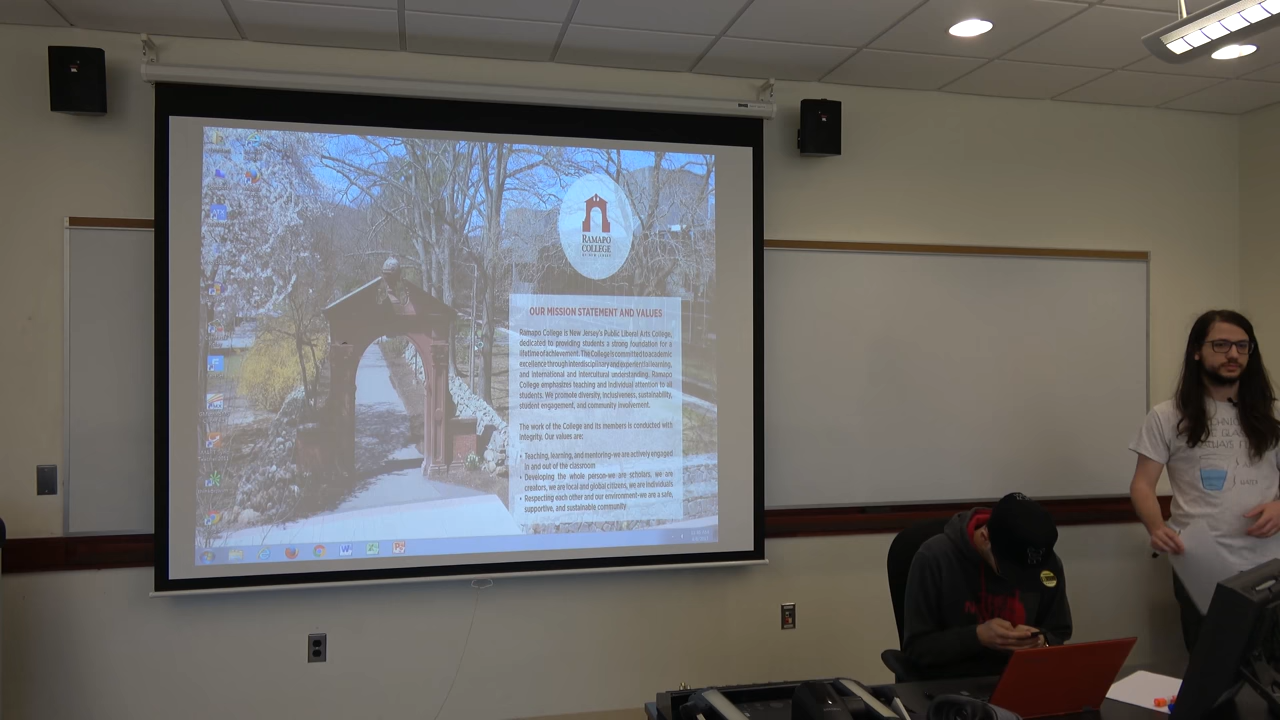 RAMAPO
COLLEGE
OF NEW JERSEY
OUR MISSION STATEMENT AND VALUES
Ramapo College is New Jersey's Public Liberal Arts College,
dedicated to providing students a strong foundation for a
lifetime of achievement. The College is committed to academic
excellence through interdisciplinary and experiential learning,
and international and intercultural understanding. Ramapo
College emphasizes teaching and individual attention to all
students. We promote diversity, inclusiveness, sustainability,
student engagement, and community involvement.
The work of the College and its members is conducted with
integrity. Our values are:
• Teaching, learning, and mentoring-we are actively engaged
in and out of the classroom
• Developing the whole person-we are scholars, we are
creators, we are local and global citizens, we are individuals
• Respecting each other and our environment-we are a safe,
supportive, and sustainable community